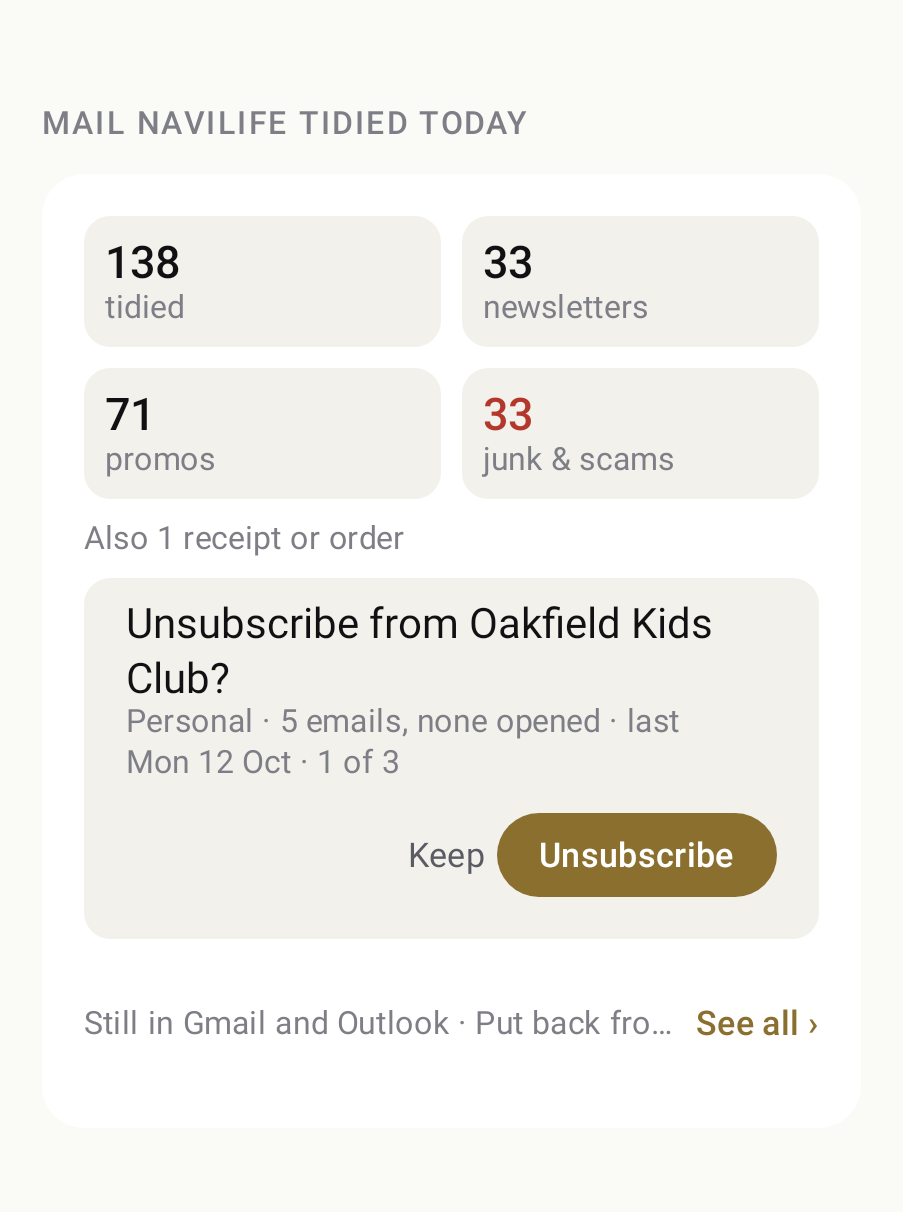 MAIL NAVILIFE TIDIED TODAY
138
tidied
33
newsletters
71
promos
33
junk & scams
Also 1 receipt or order
Unsubscribe from Oakfield Kids
Club?
Personal · 5 emails, none opened · last
Mon 12 Oct · 1 of 3
Keep
Unsubscribe
Still in Gmail and Outlook · Put back fro…
See all ›